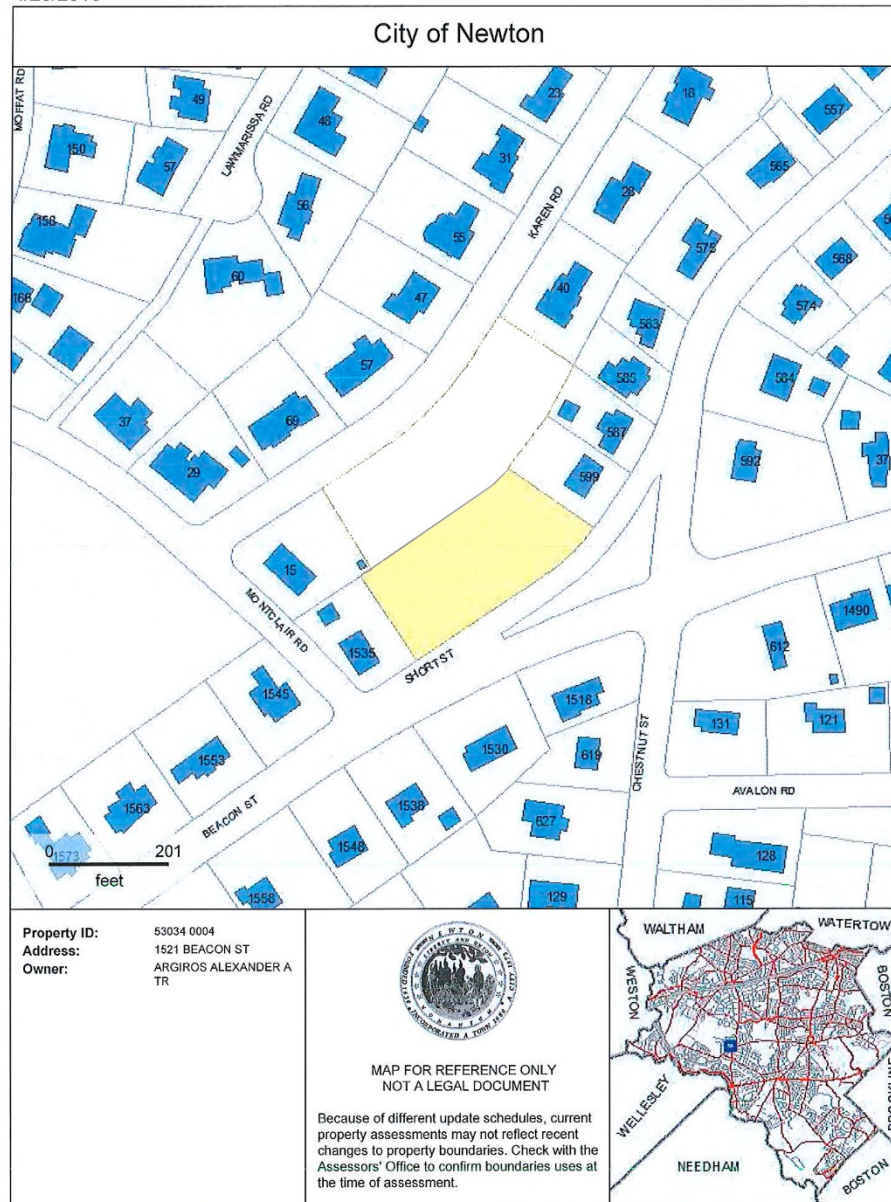 City of Newton
MOFFAT RD
49
LAWMARISSA RD
48
23
18
557
150
57
31
565
KAREN RD
56
28
156
55
575
568
60
47
40
574
166
583
57
585
584
37
69
587
592
37
29
599
15
MONTCLAIR RD
1490
612
1535
SHORT ST
1545
1518
131
121
1530
619
CHESTNUT ST
1553
AVALON RD
1563
1538
BEACON ST
627
0 201
1573
feet
1548
128
1558
129
115
Property ID: 53034 0004
Address: 1521 BEACON ST
Owner: ARGIROS ALEXANDER A
TR
MAP FOR REFERENCE ONLY
NOT A LEGAL DOCUMENT
Because of different update schedules, current
property assessments may not reflect recent
changes to property boundaries. Check with the
Assessors' Office to confirm boundaries uses at
the time of assessment.
WALTHAM
WATERTOW
WESTON
BOSTON
WELLESLEY
NEEDHAM
BOSTON